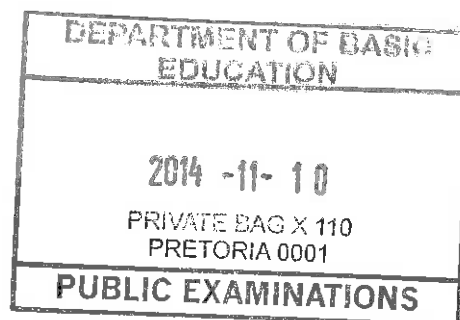 DEPARTMENT OF BASIC
EDUCATION
2014 -11- 10
PRIVATE BAG X 110
PRETORIA 0001
PUBLIC EXAMINATIONS